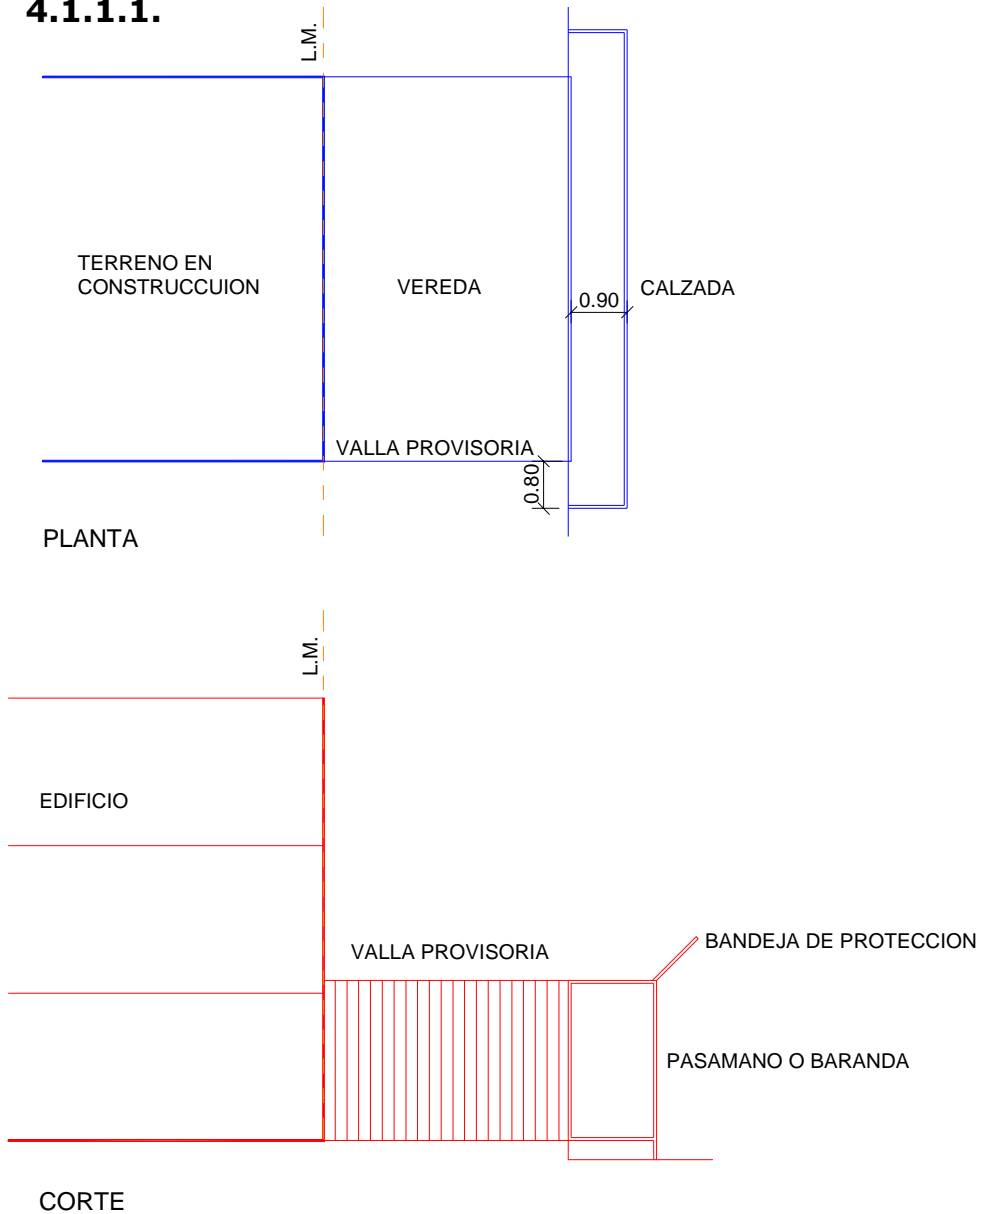 4.1.1.1.
L.M.
TERRENO EN
CONSTRUCCUION
VEREDA
0.90
CALZADA
VALLA PROVISORIA
0.80
PLANTA
L.M.
EDIFICIO
VALLA PROVISORIA
BANDEJA DE PROTECCION
PASAMANO O BARANDA
CORTE